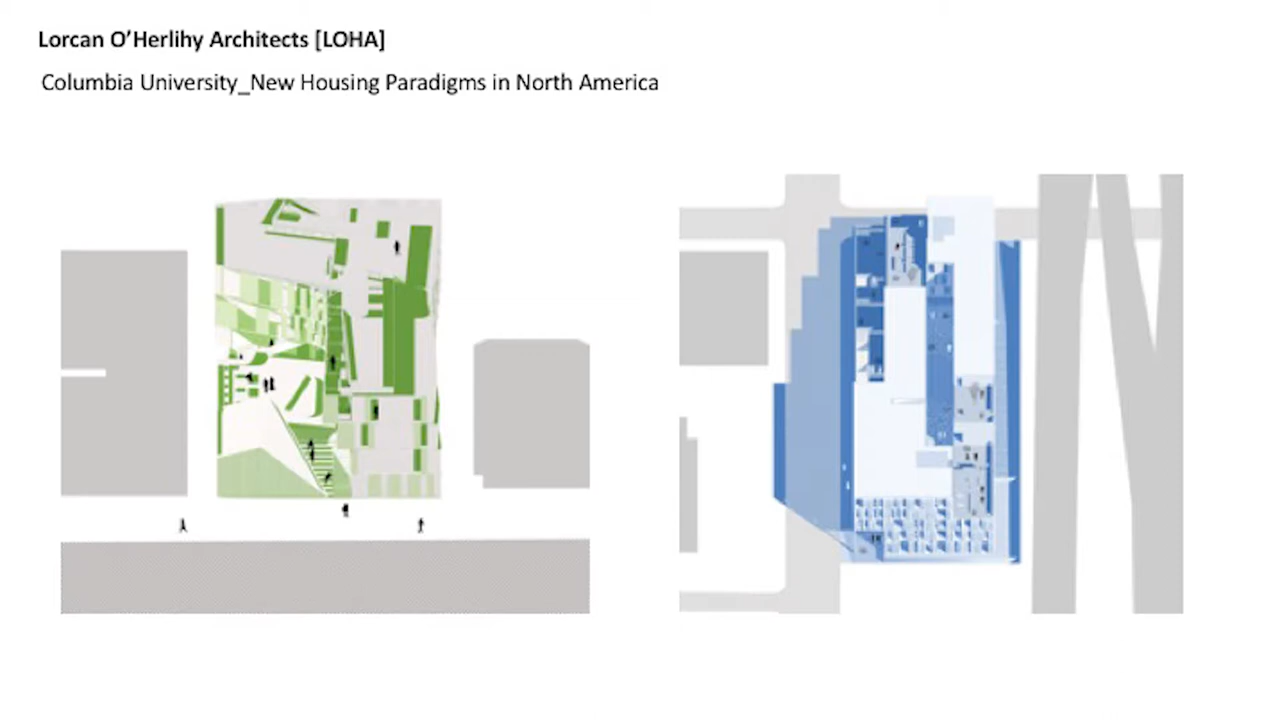 Lorcan O’Herlihy Architects [LOHA]
Columbia University_New Housing Paradigms in North America